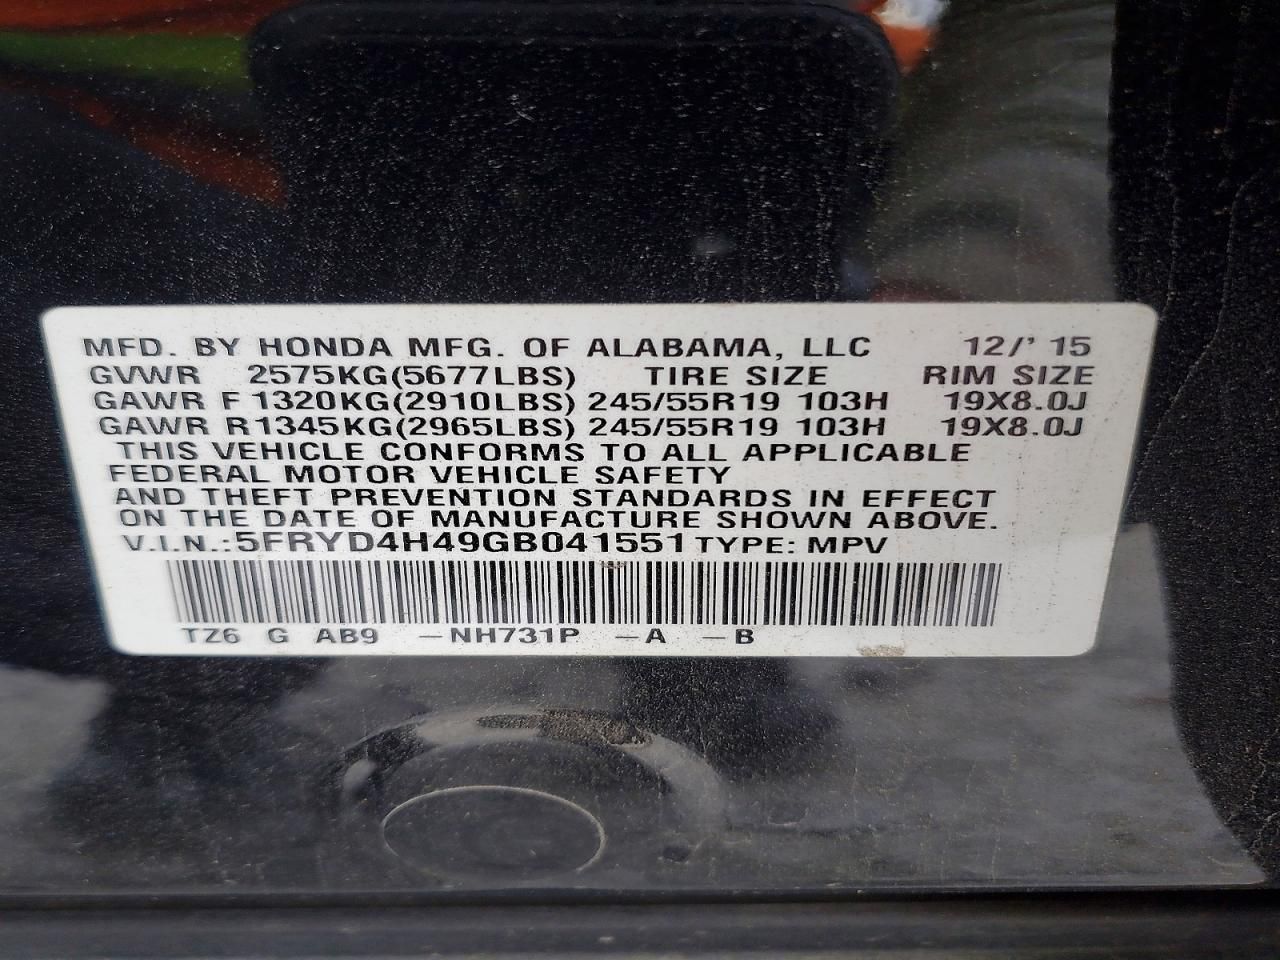 MFD. BY HONDA MFG. OF ALABAMA, LLC 12/' 15
GVWR 2575KG(5677LBS) TIRE SIZE RIM SIZE
GAWR F 1320KG(2910LBS) 245/55R19 103H 19X8.0J
GAWR R 1345KG(2965LBS) 245/55R19 103H 19X8.0J
THIS VEHICLE CONFORMS TO ALL APPLICABLE
FEDERAL MOTOR VEHICLE SAFETY
AND THEFT PREVENTION STANDARDS IN EFFECT
ON THE DATE OF MANUFACTURE SHOWN ABOVE.
V.I.N.:5FRYD4H49GB041551 TYPE: MPV
TZ6 G AB9 -NH731P -A -B